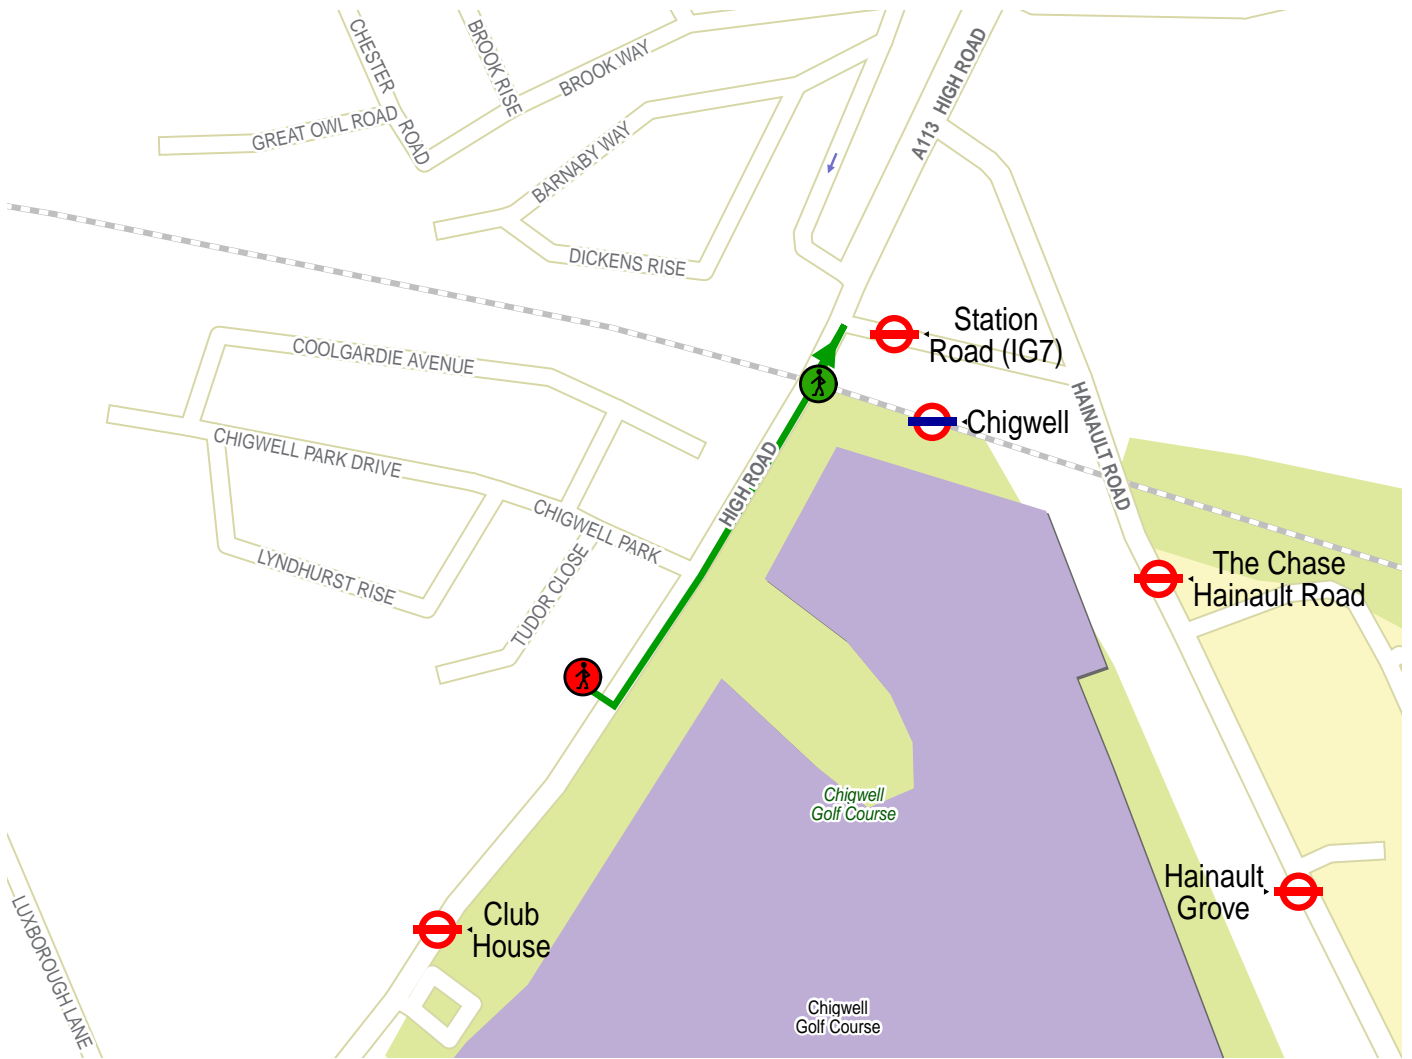 CHESTER
ROAD
BROOK RISE
BROOK WAY
GREAT OWL ROAD
BARNABY WAY
DICKENS RISE
A113 HIGH ROAD
COOLGARDIE AVENUE
CHIGWELL PARK DRIVE
LYNDHURST RISE
CHIGWELL PARK
TUDOR CLOSE
HIGH ROAD
Station
Road (IG7)
Chigwell
HAINAULT ROAD
The Chase
Hainault Road
Chigwell
Golf Course
Hainault
Grove
Club
House
LUXBOROUGH LANE
Chigwell
Golf Course